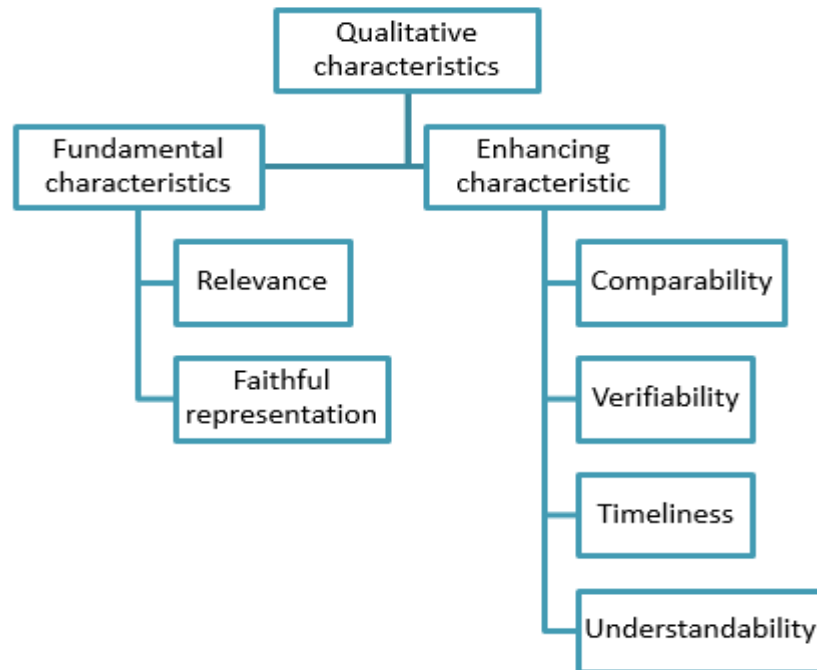 Qualitative
characteristics
Fundamental
characteristics
Enhancing
characteristic
Relevance
Faithful
representation
Comparability
Verifiability
Timeliness
Understandability